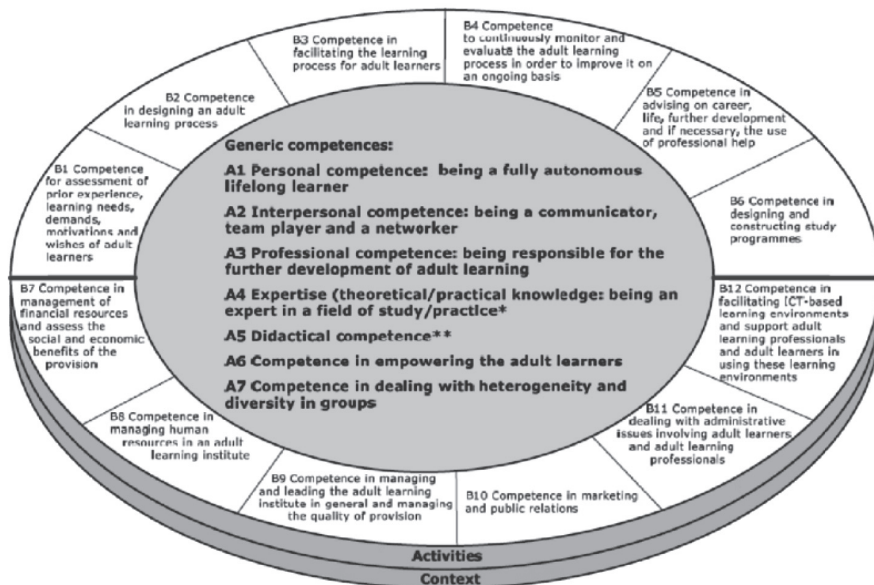 B4 Competence
to continuously monitor and
evaluate the adult learning
process in order to improve it on
an ongoing basis
B3 Competence in
facilitating the learning
process for adult learners
B5 Competence in
advising on career,
life, further development
and if necessary, the use
of professional help
B2 Competence
in designing an adult
learning process
B1 Competence
for assessment of
prior experience,
learning needs,
demands,
motivations and
wishes of adult
learners
B6 Competence in
designing and
constructing study
programmes
Generic competences:
A1 Personal competence: being a fully autonomous
lifelong learner
A2 Interpersonal competence: being a communicator,
team player and a networker
A3 Professional competence: being responsible for the
further development of adult learning
A4 Expertise (theoretical/practical knowledge: being an
expert in a field of study/practice*
A5 Didactical competence**
A6 Competence in empowering the adult learners
A7 Competence in dealing with heterogeneity and
diversity in groups
B7 Competence in
management of
financial resources
and assess the
social and economic
benefits of the
provision
B12 Competence in
facilitating ICT-based
learning environments
and support adult
learning professionals
and adult learners in
using these learning
environments
B8 Competence in
managing human
resources in an adult
learning institute
B11 Competence in
dealing with administrative
issues involving adult learners
and adult learning
professionals
B9 Competence in managing
and leading the adult learning
institute in general and managing
the quality of provision
B10 Competence in marketing
and public relations
Activities
Context